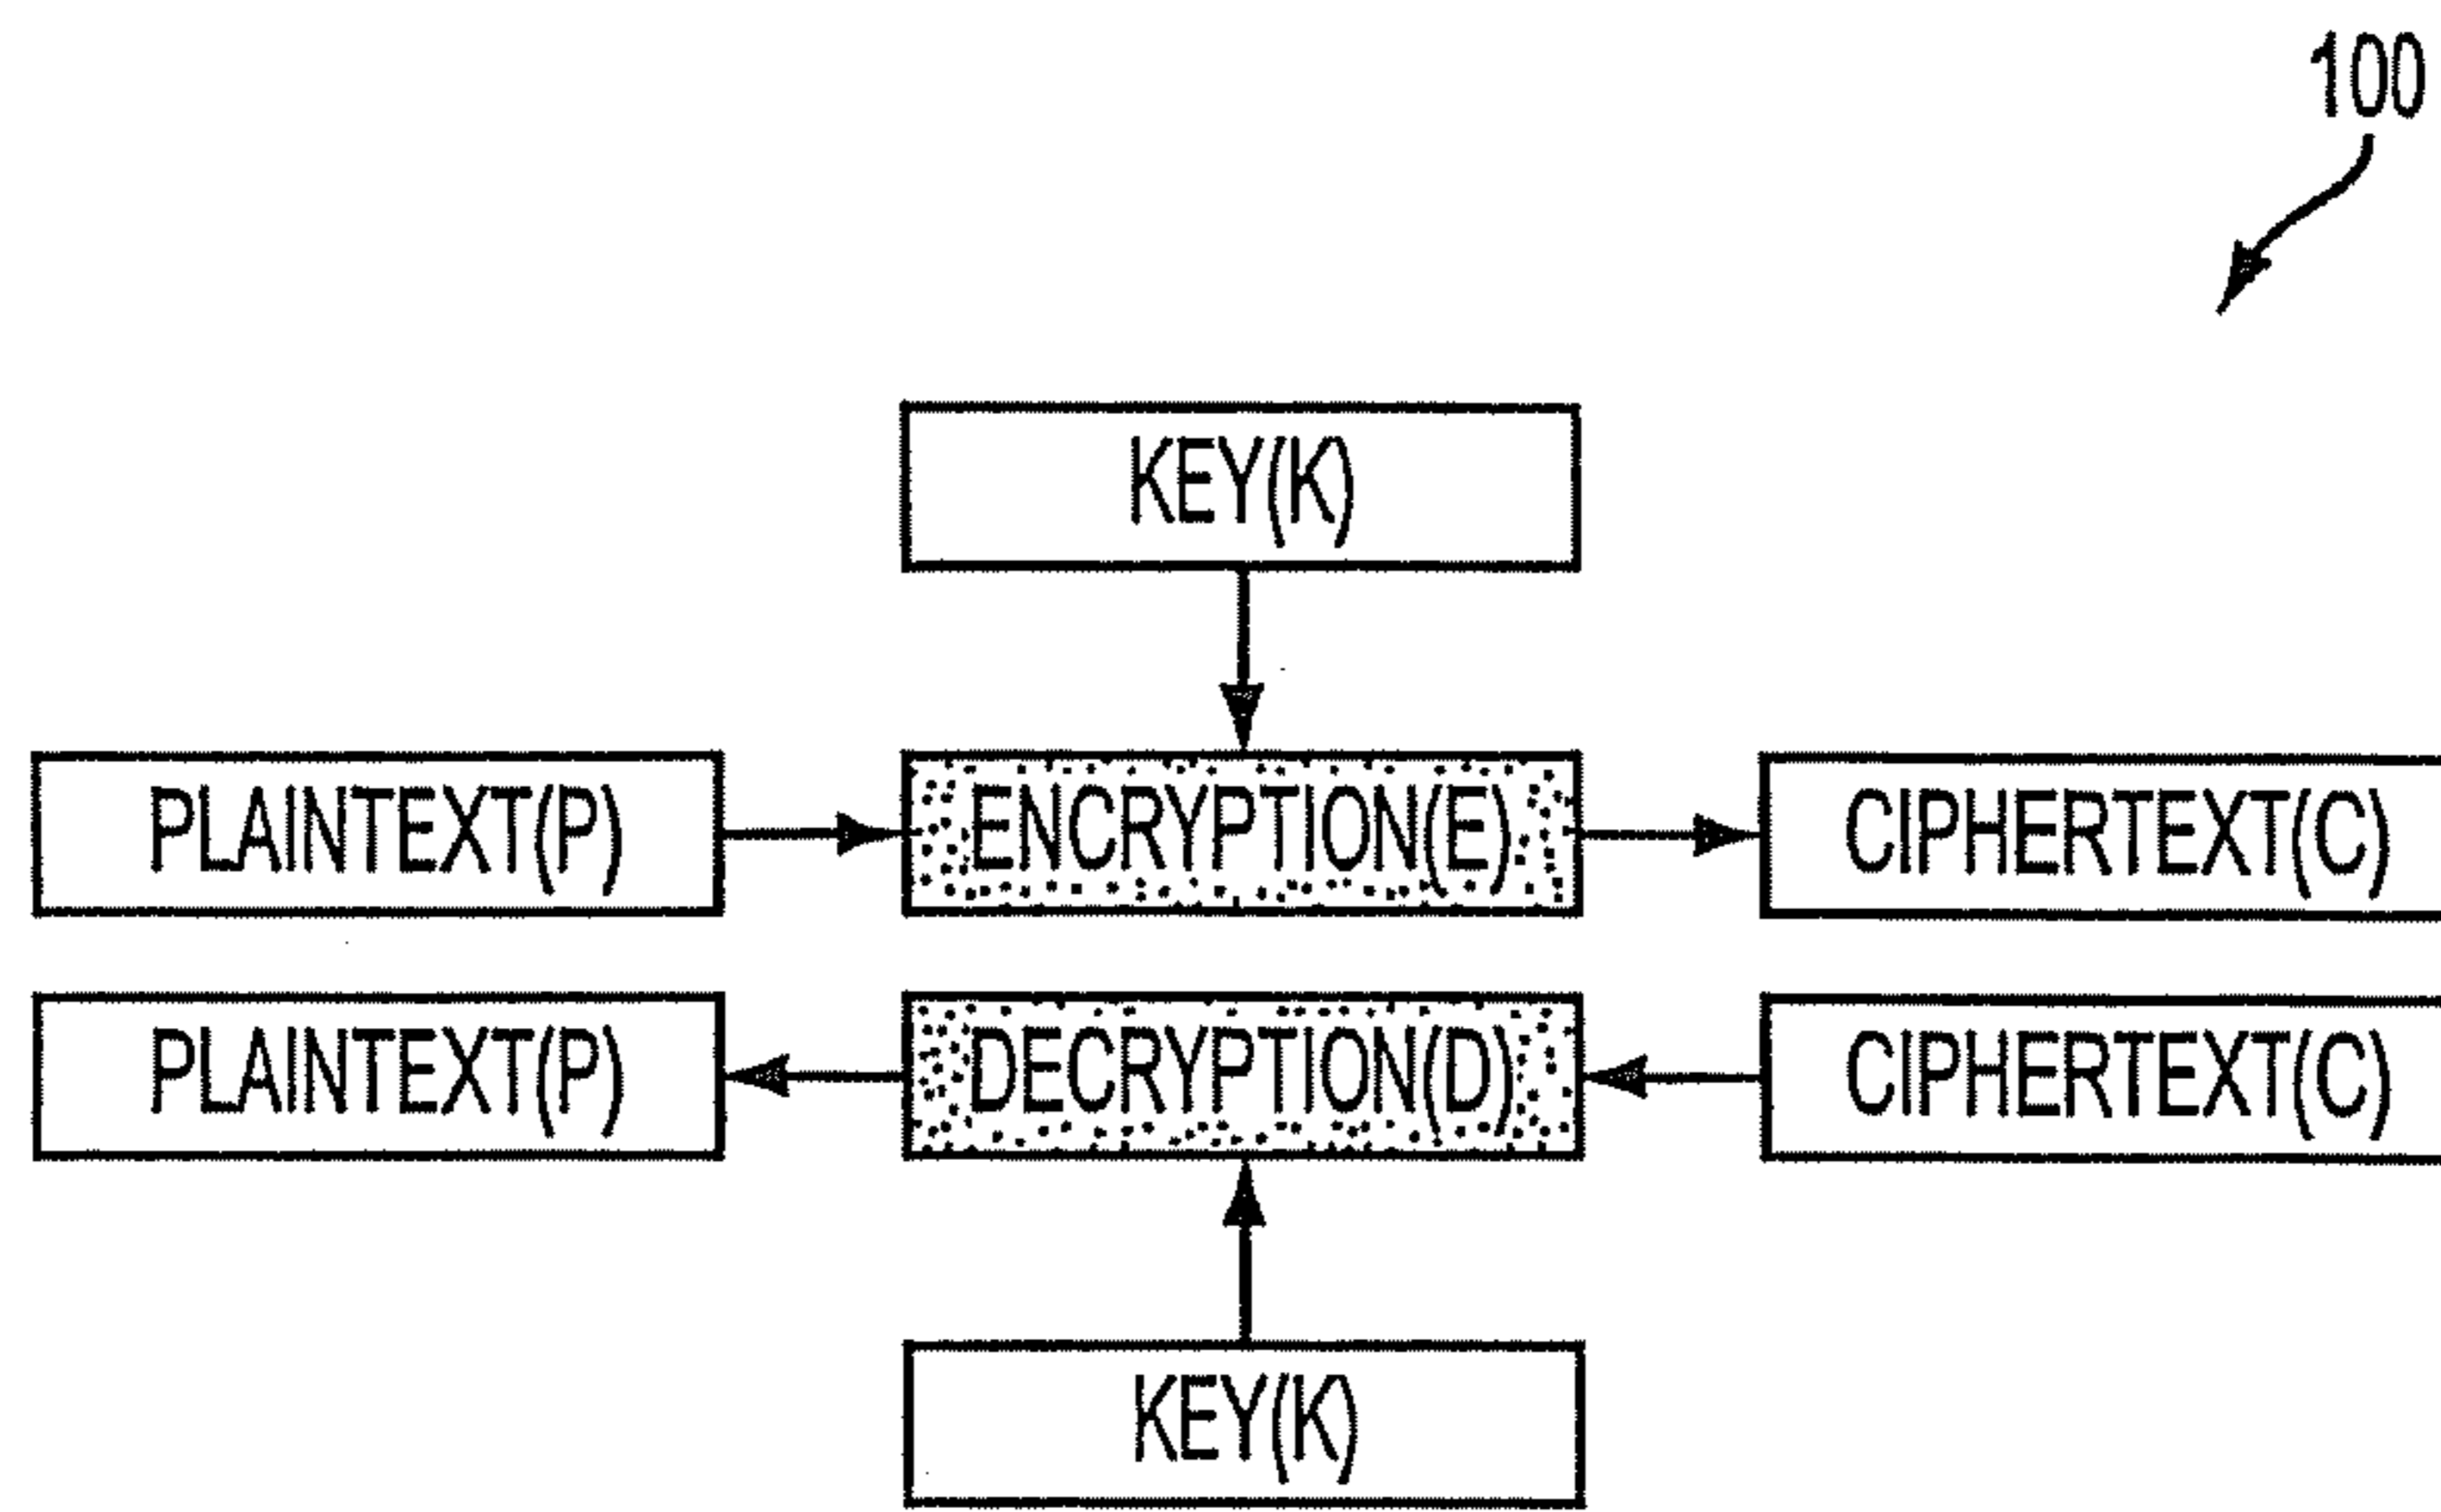 100
KEY(K)
PLAINTEXT(P) ENCRYPTION(E) CIPHERTEXT(C)
PLAINTEXT(P) DECRYPTION(D) CIPHERTEXT(C)
KEY(K)